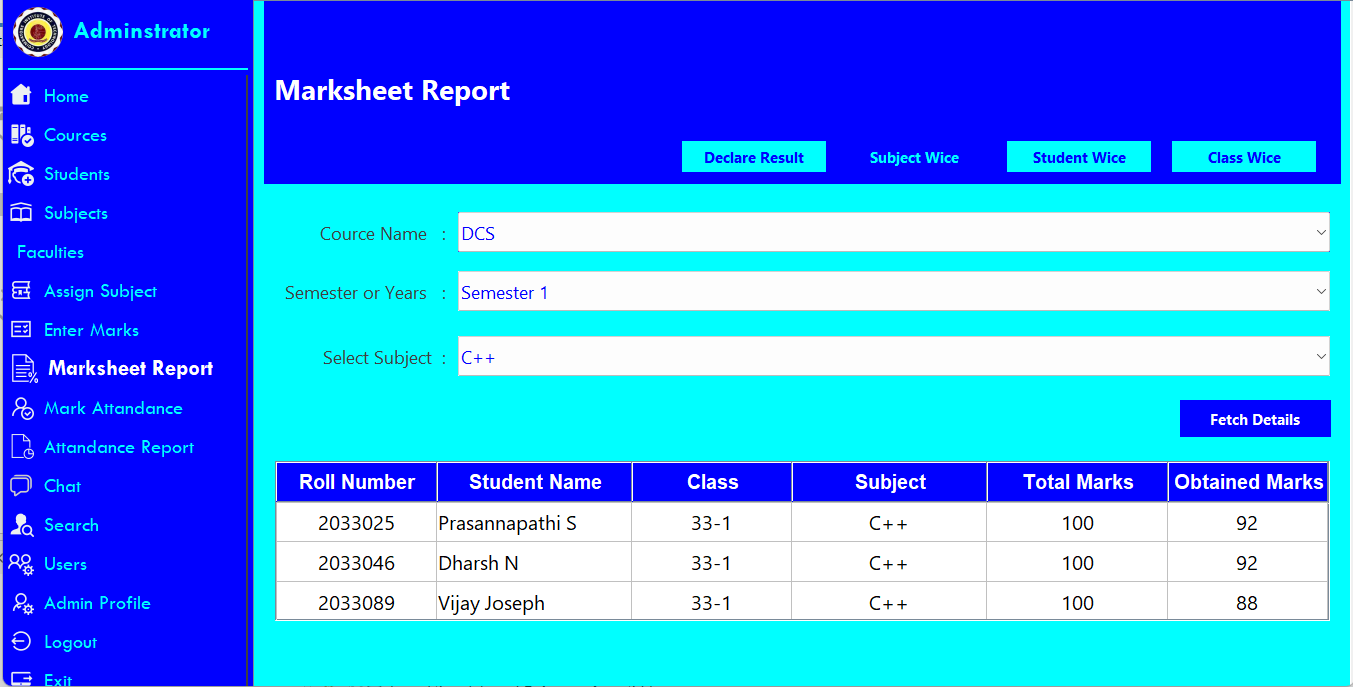 Adminstrator
Home
Cources
Students
Subjects
Faculties
Assign Subject
Enter Marks
Marksheet Report
Mark Attandance
Attandance Report
Chat
Search
Users
Admin Profile
Logout
Exit
Marksheet Report
Declare Result Subject Wice Student Wice Class Wice
Cource Name : DCS
Semester or Years : Semester 1
Select Subject : C++
Fetch Details
Roll Number Student Name Class Subject Total Marks Obtained Marks
2033025 Prasannapathi S 33-1 C++ 100 92
2033046 Dharsh N 33-1 C++ 100 92
2033089 Vijay Joseph 33-1 C++ 100 88